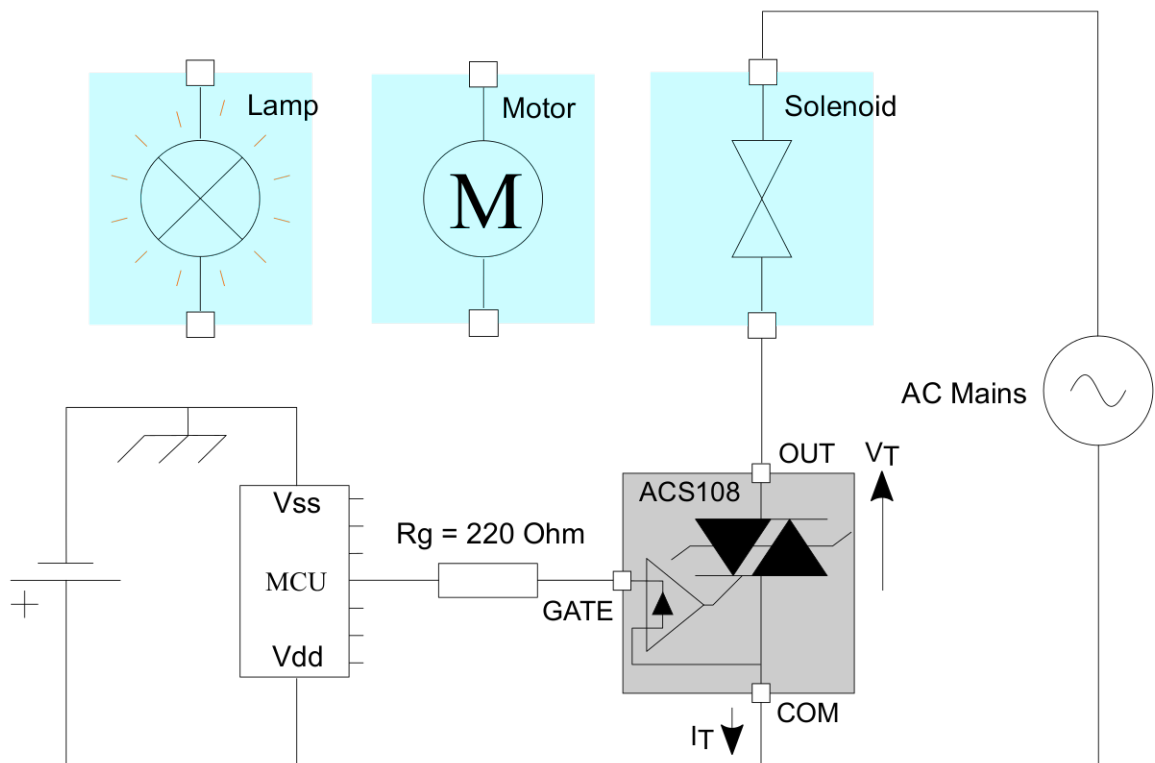 Lamp
Motor
Solenoid
M
AC Mains
OUT
VT
ACS108
Vss
Rg = 220 Ohm
MCU
GATE
+
Vdd
COM
IT